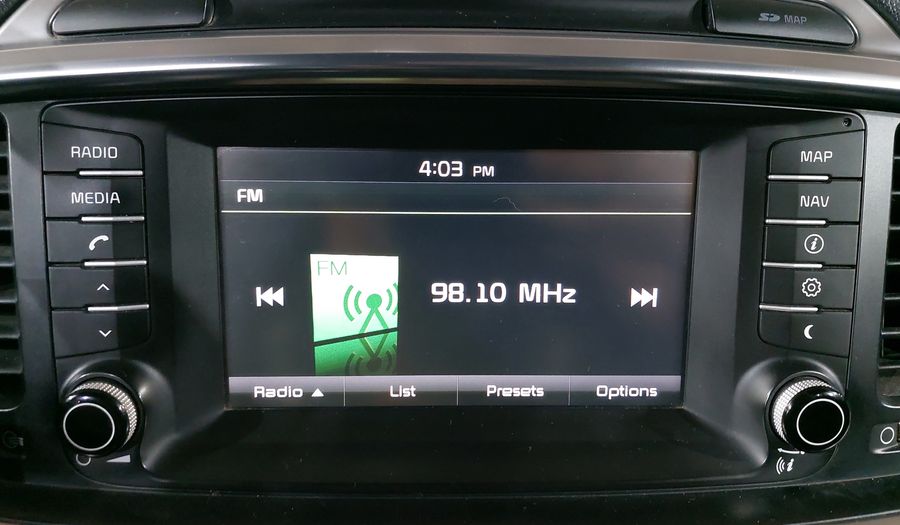 SD MAP
RADIO
MEDIA
4:03 PM
FM
FM
98.10 MHz
Radio ▲
List
Presets
Options
MAP
NAV